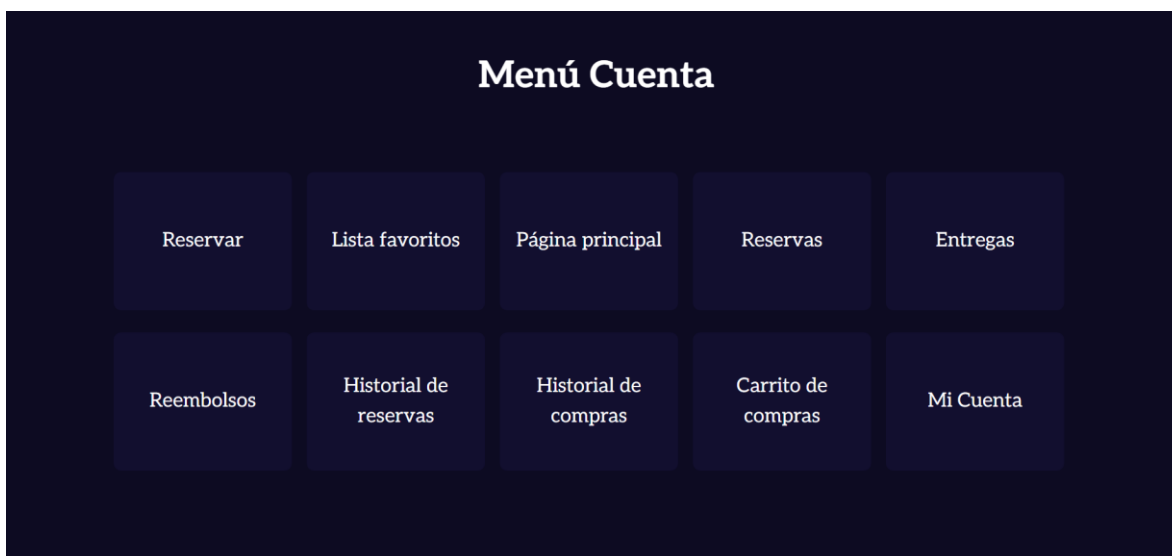 Menú Cuenta
Reservar
Lista favoritos
Página principal
Reservas
Entregas
Reembolsos
Historial de
reservas
Historial de
compras
Carrito de
compras
Mi Cuenta